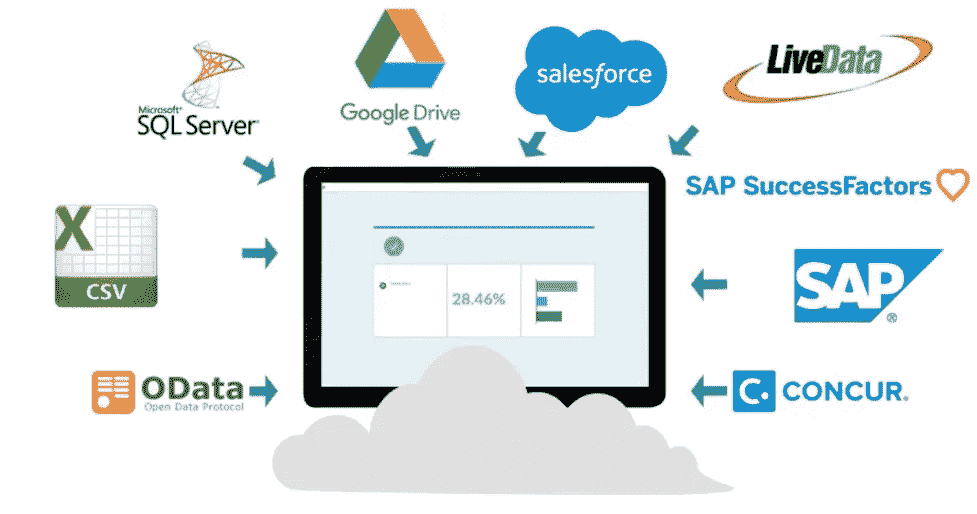 Microsoft®
SQL Server
Google Drive
salesforce
LiveData
SAP SuccessFactors
X
CSV
28.46%
SAP
®
OData
Open Data Protocol
C.
CONCUR.